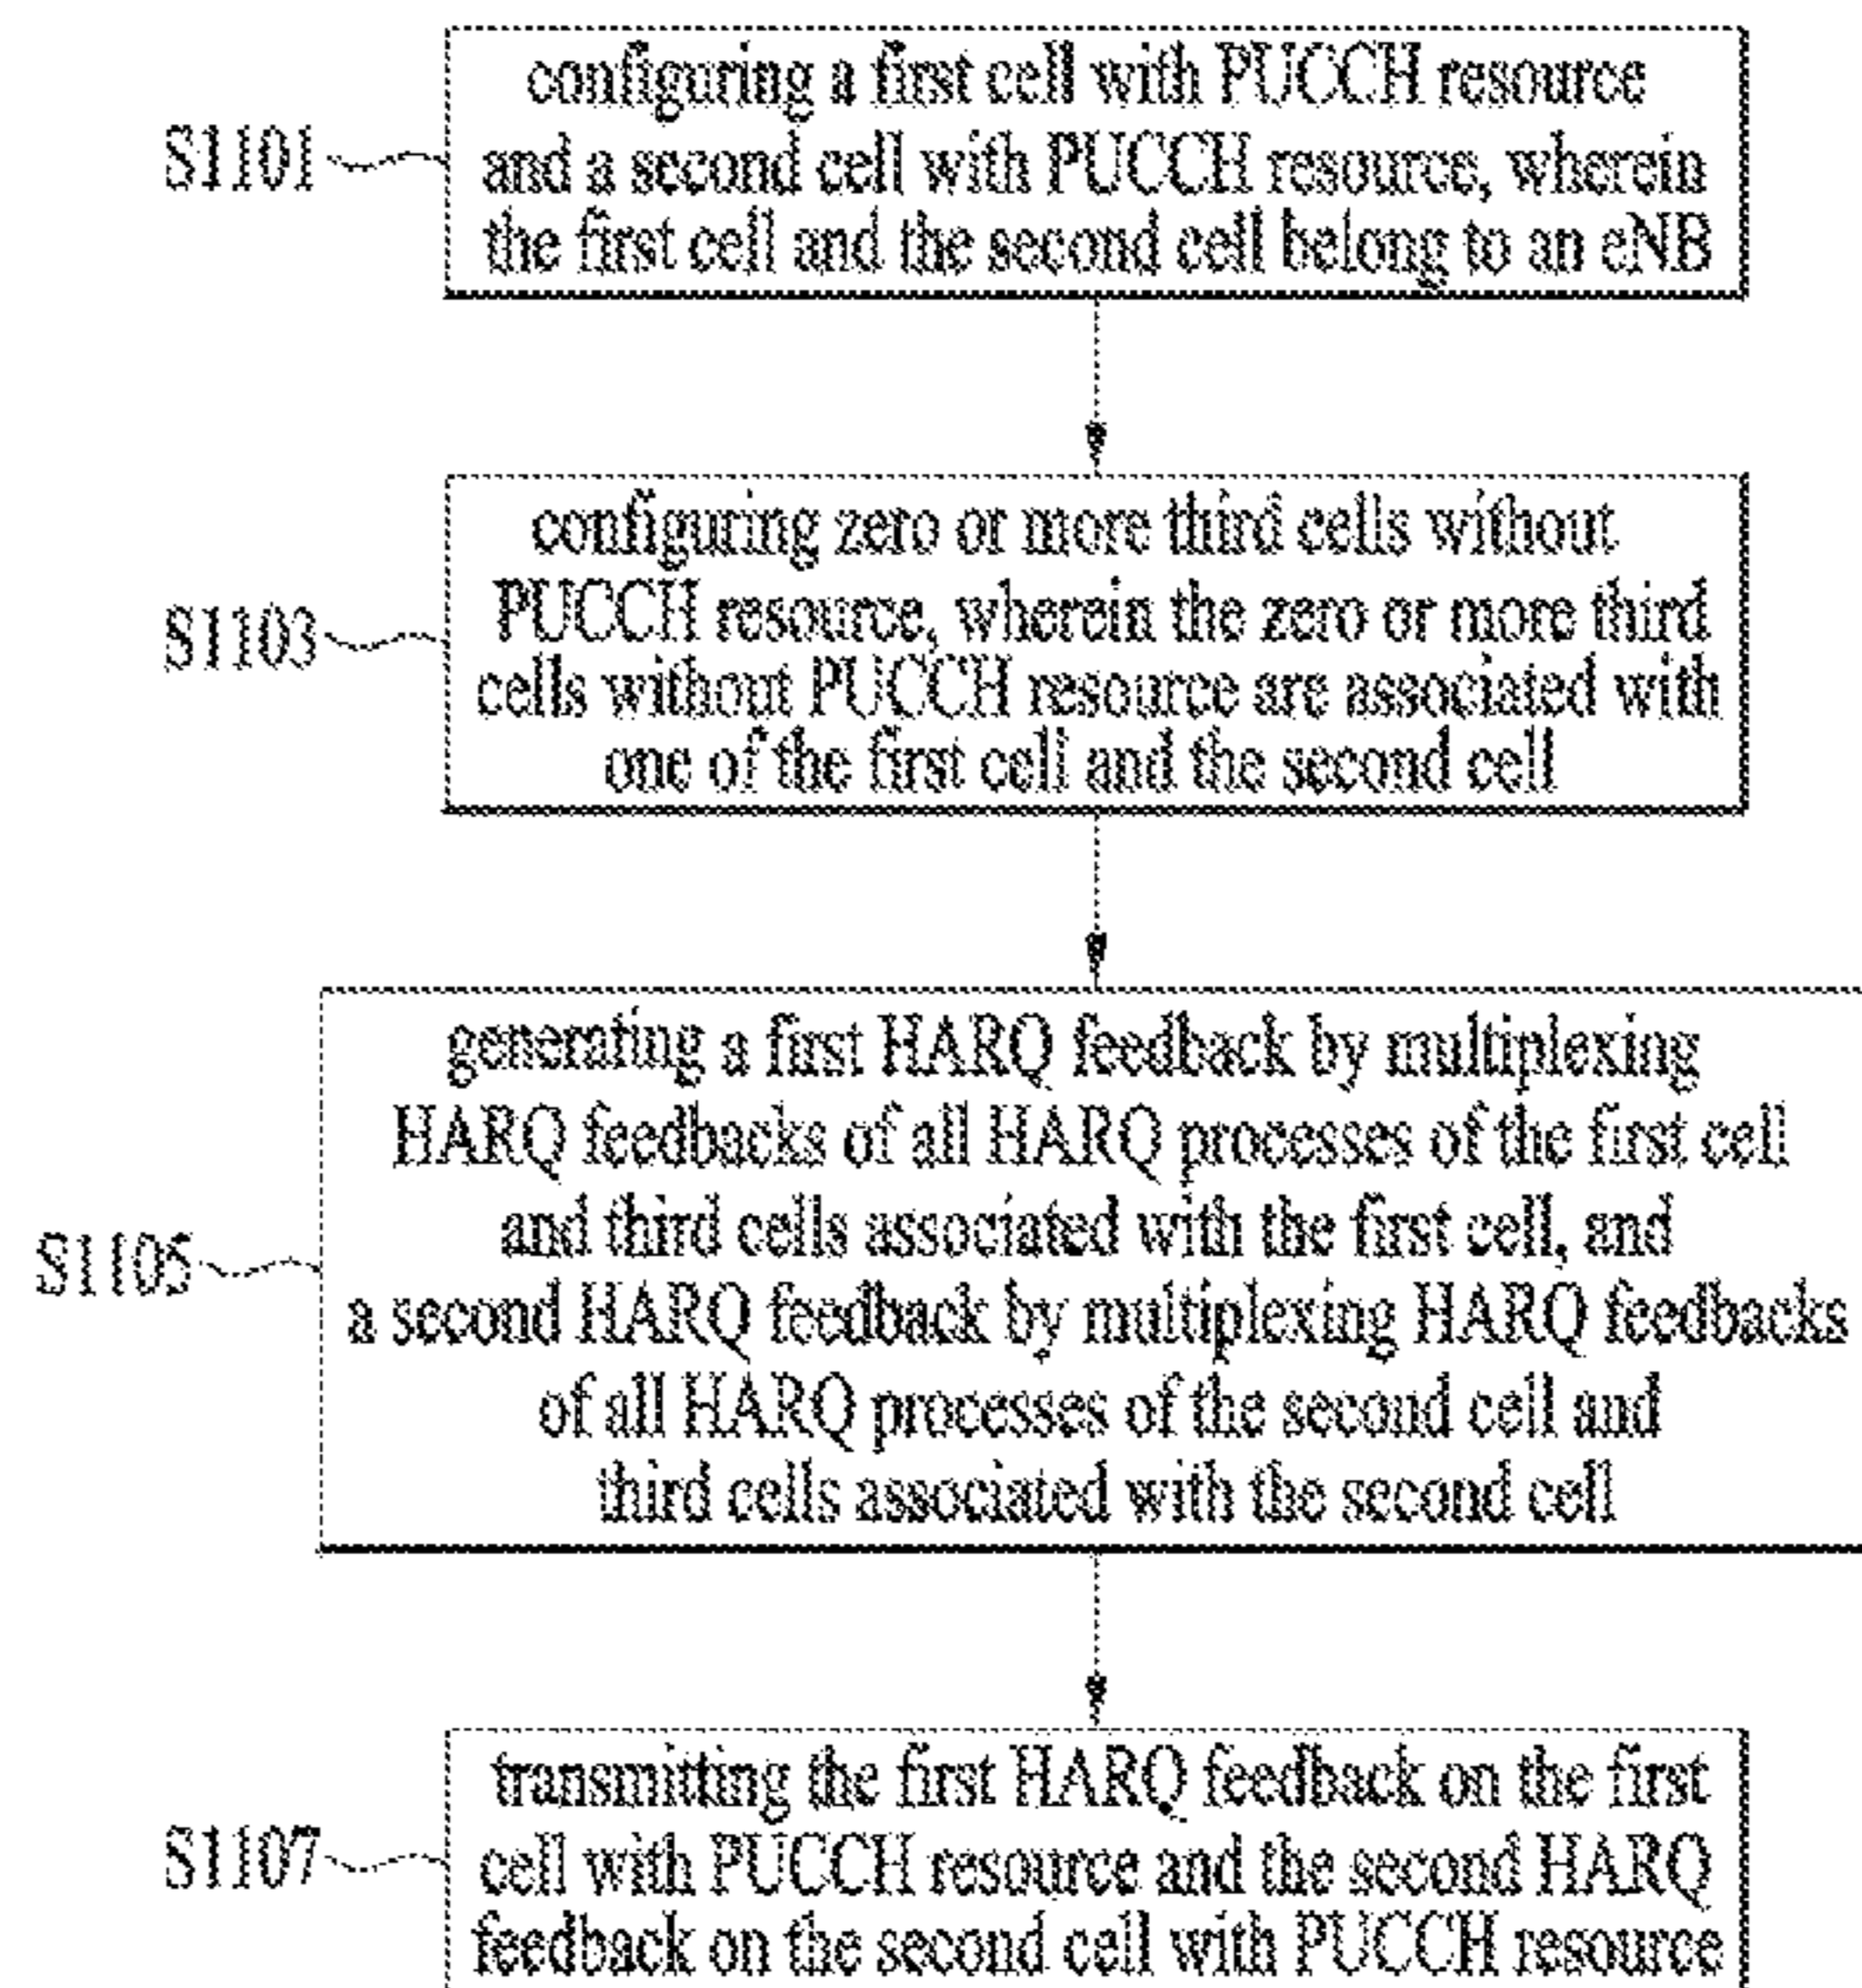 configuring a first cell with PUCCH resource
S1101
and a second cell with PUCCH resource, wherein
the first cell and the second cell belong to an eNB
configuring zero or more third cells without
S1103
PUCCH resource, wherein the zero or more third
cells without PUCCH resource are associated with
one of the first cell and the second cell
generating a first HARQ feedback by multiplexing
HARQ feedbacks of all HARQ processes of the first cell
and third cells associated with the first cell, and
S1105
a second HARQ feedback by multiplexing HARQ feedbacks
of all HARQ processes of the second cell and
third cells associated with the second cell
transmitting the first HARQ feedback on the first
S1107
cell with PUCCH resource and the second HARQ
feedback on the second cell with PUCCH resource